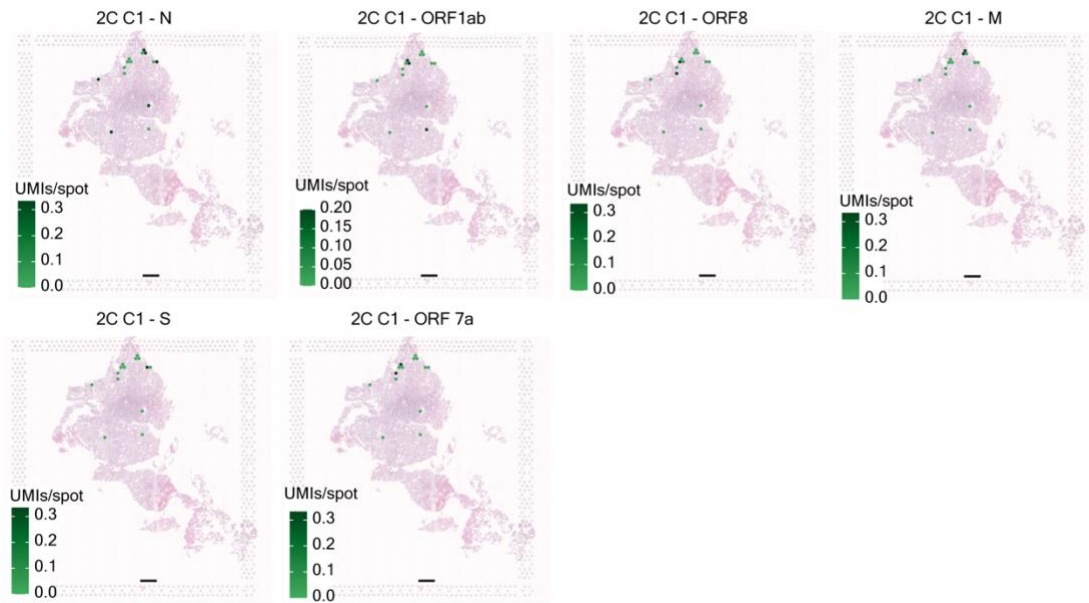 2C C1 - N
UMIs/spot
0.3
0.2
0.1
0.0
2C C1 - ORF1ab
UMIs/spot
0.20
0.15
0.10
0.05
0.00
2C C1 - ORF8
UMIs/spot
0.3
0.2
0.1
0.0
2C C1 - M
UMIs/spot
0.3
0.2
0.1
0.0
2C C1 - S
UMIs/spot
0.3
0.2
0.1
0.0
2C C1 - ORF 7a
UMIs/spot
0.3
0.2
0.1
0.0